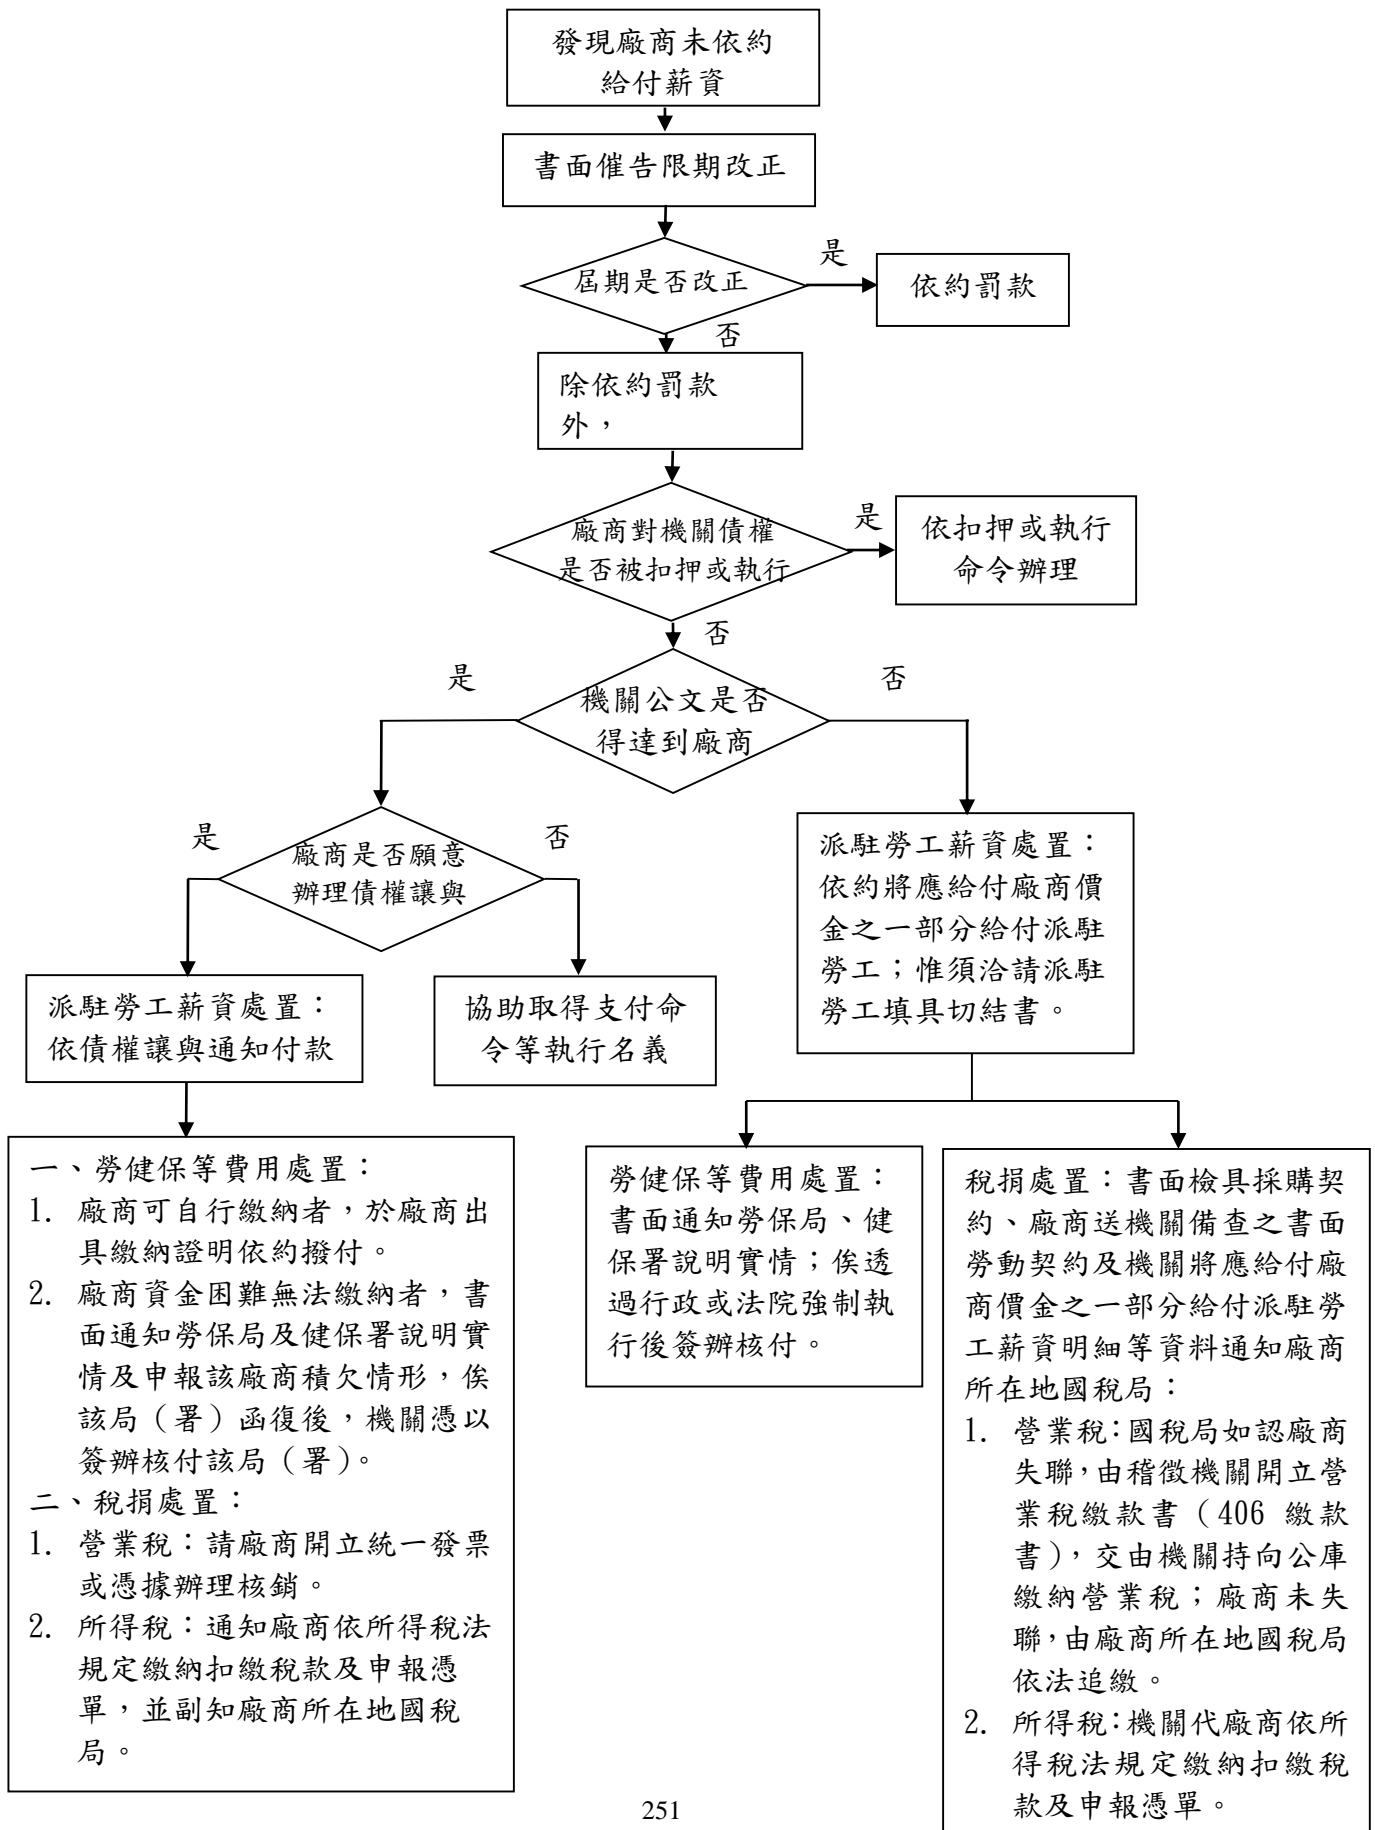 發現廠商未依約
給付薪資
書面催告限期改正
屆期是否改正
是
依約罰款
否
除依約罰款
外，
廠商對機關債權
是否被扣押或執行
是
依扣押或執行
命令辦理
否
機關公文是否
得達到廠商
是
否
廠商是否願意
辦理債權讓與
是
否
派駐勞工薪資處置：
依債權讓與通知付款
協助取得支付命
令等執行名義
派駐勞工薪資處置：
依約將應給付廠商價
金之一部分給付派駐
勞工；惟須洽請派駐
勞工填具切結書。
一、勞健保等費用處置：
1. 廠商可自行繳納者，於廠商出
具繳納證明依約撥付。
2. 廠商資金困難無法繳納者，書
面通知勞保局及健保署說明實
情及申報該廠商積欠情形，俟
該局（署）函復後，機關憑以
簽辦核付該局（署）。
二、稅捐處置：
1. 營業稅：請廠商開立統一發票
或憑據辦理核銷。
2. 所得稅：通知廠商依所得稅法
規定繳納扣繳稅款及申報憑
單，並副知廠商所在地國稅
局。
勞健保等費用處置：
書面通知勞保局、健
保署說明實情；俟透
過行政或法院強制執
行後簽辦核付。
稅捐處置：書面檢具採購契
約、廠商送機關備查之書面
勞動契約及機關將應給付廠
商價金之一部分給付派駐勞
工薪資明細等資料通知廠商
所在地國稅局：
1. 營業稅：國稅局如認廠商
失聯，由稽徵機關開立營
業稅繳款書（406 繳款
書），交由機關持向公庫
繳納營業稅；廠商未失
聯，由廠商所在地國稅局
依法追繳。
2. 所得稅：機關代廠商依所
得稅法規定繳納扣繳稅
款及申報憑單。
251